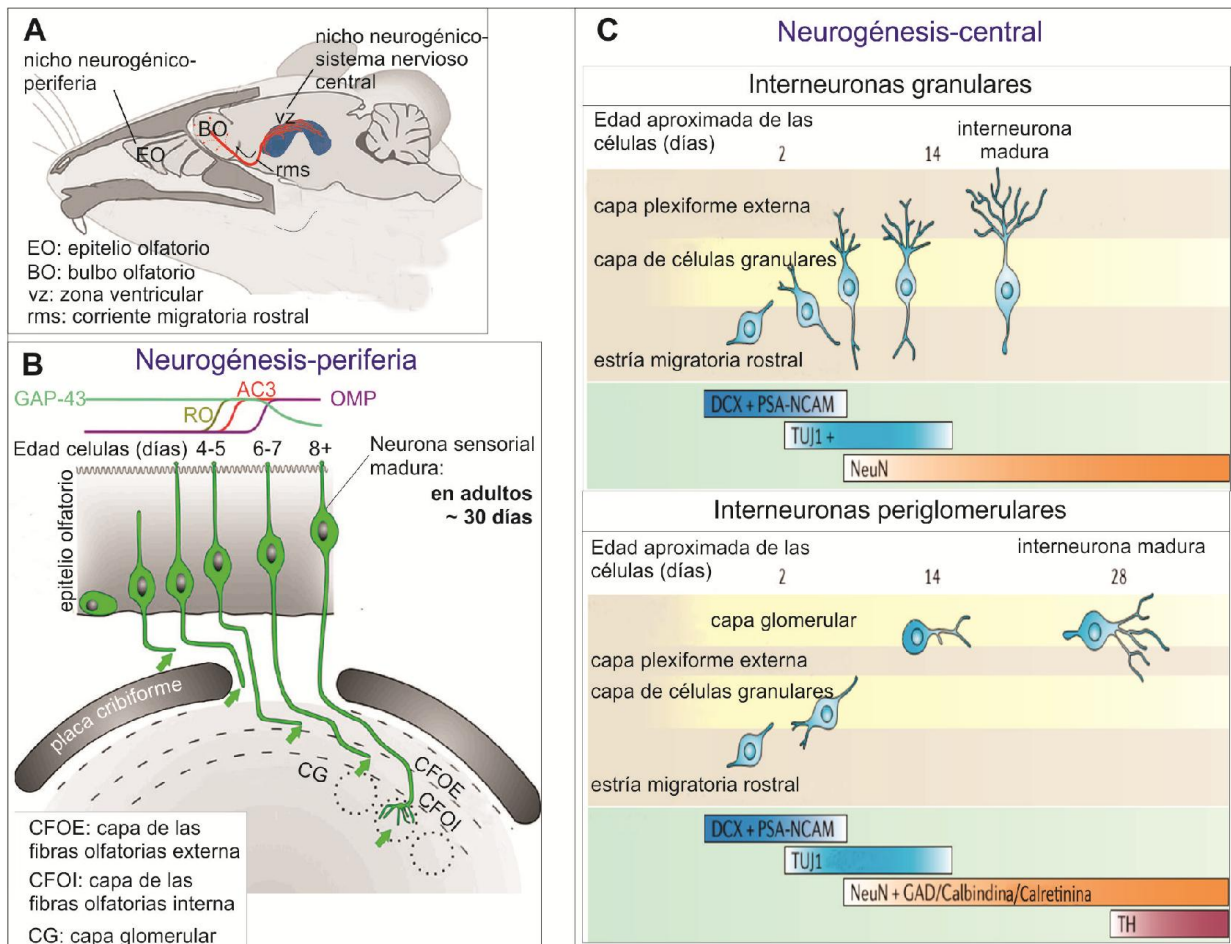 A
nicho neurogénico-
periferia
nicho neurogénico-
sistema nervioso
central
vz
BO
EO
rms
EO: epitelio olfatorio
BO: bulbo olfatorio
vz: zona ventricular
rms: corriente migratoria rostral
B Neurogénesis-periferia
GAP-43
RO
AC3
OMP
Edad celulas (días) 4-5 6-7 8+
Neurona sensorial
madura:
en adultos
~ 30 días
epitelio olfatorio
placa cribiforme
CG
CFOE
CFOI
CFOE: capa de las
fibras olfatorias externa
CFOI: capa de las
fibras olfatorias interna
CG: capa glomerular
C Neurogénesis-central
Interneuronas granulares
Edad aproximada de las
células (días)
2
14
interneurona
madura
capa plexiforme externa
capa de células granulares
estría migratoria rostral
DCX + PSA-NCAM
TUJ1 +
NeuN
Interneuronas periglomerulares
Edad aproximada de las
células (días)
2
14
interneurona madura
28
capa glomerular
capa plexiforme externa
capa de células granulares
estría migratoria rostral
DCX + PSA-NCAM
TUJ1
NeuN + GAD/Calbindina/Calretinina
TH